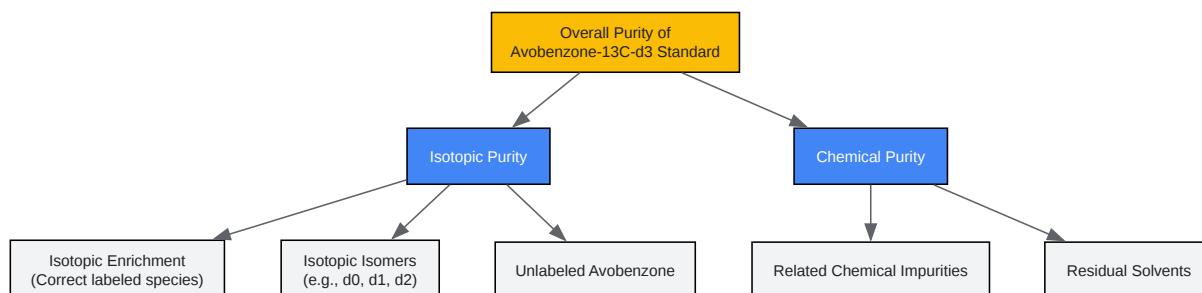 Overall Purity of
Avobenzone-13C-d3 Standard
Isotopic Purity
Chemical Purity
Isotopic Enrichment
(Correct labeled species)
Isotopic Isomers
(e.g., d0, d1, d2)
Unlabeled Avobenzone
Related Chemical Impurities
Residual Solvents